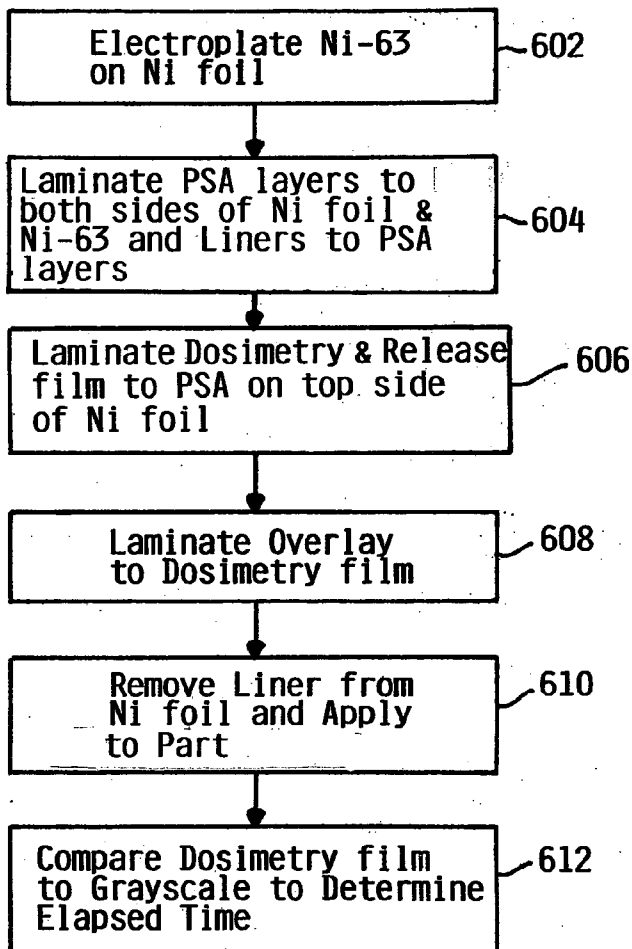 Electroplate Ni-63
on Ni foil
602
Laminate PSA layers to
both sides of Ni foil &
Ni-63 and Liners to PSA
layers
604
Laminate Dosimetry & Release
film to PSA on top side
of Ni foil
606
Laminate Overlay
to Dosimetry film
608
Remove Liner from
Ni foil and Apply
to Part
610
Compare Dosimetry film
to Grayscale to Determine
Elapsed Time
612